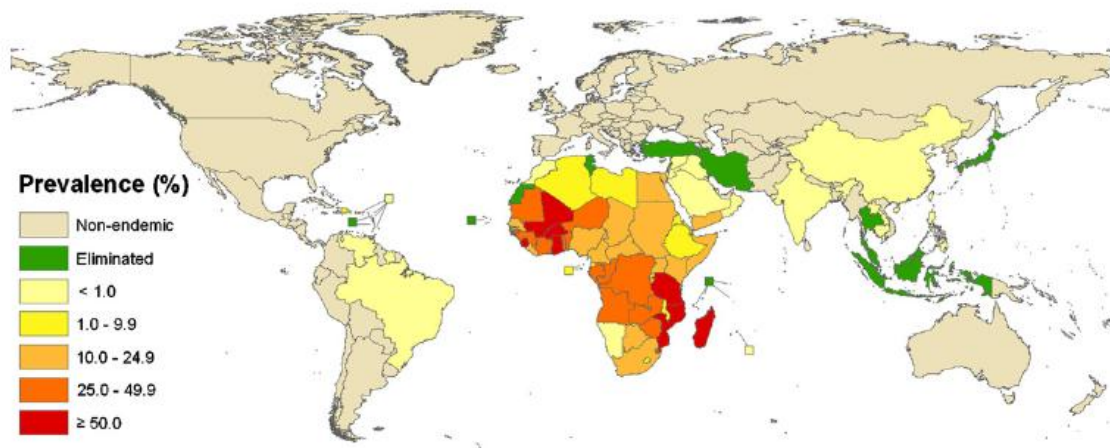 Prevalence (%)
Non-endemic
Eliminated
< 1.0
1.0 - 9.9
10.0 - 24.9
25.0 - 49.9
≥ 50.0